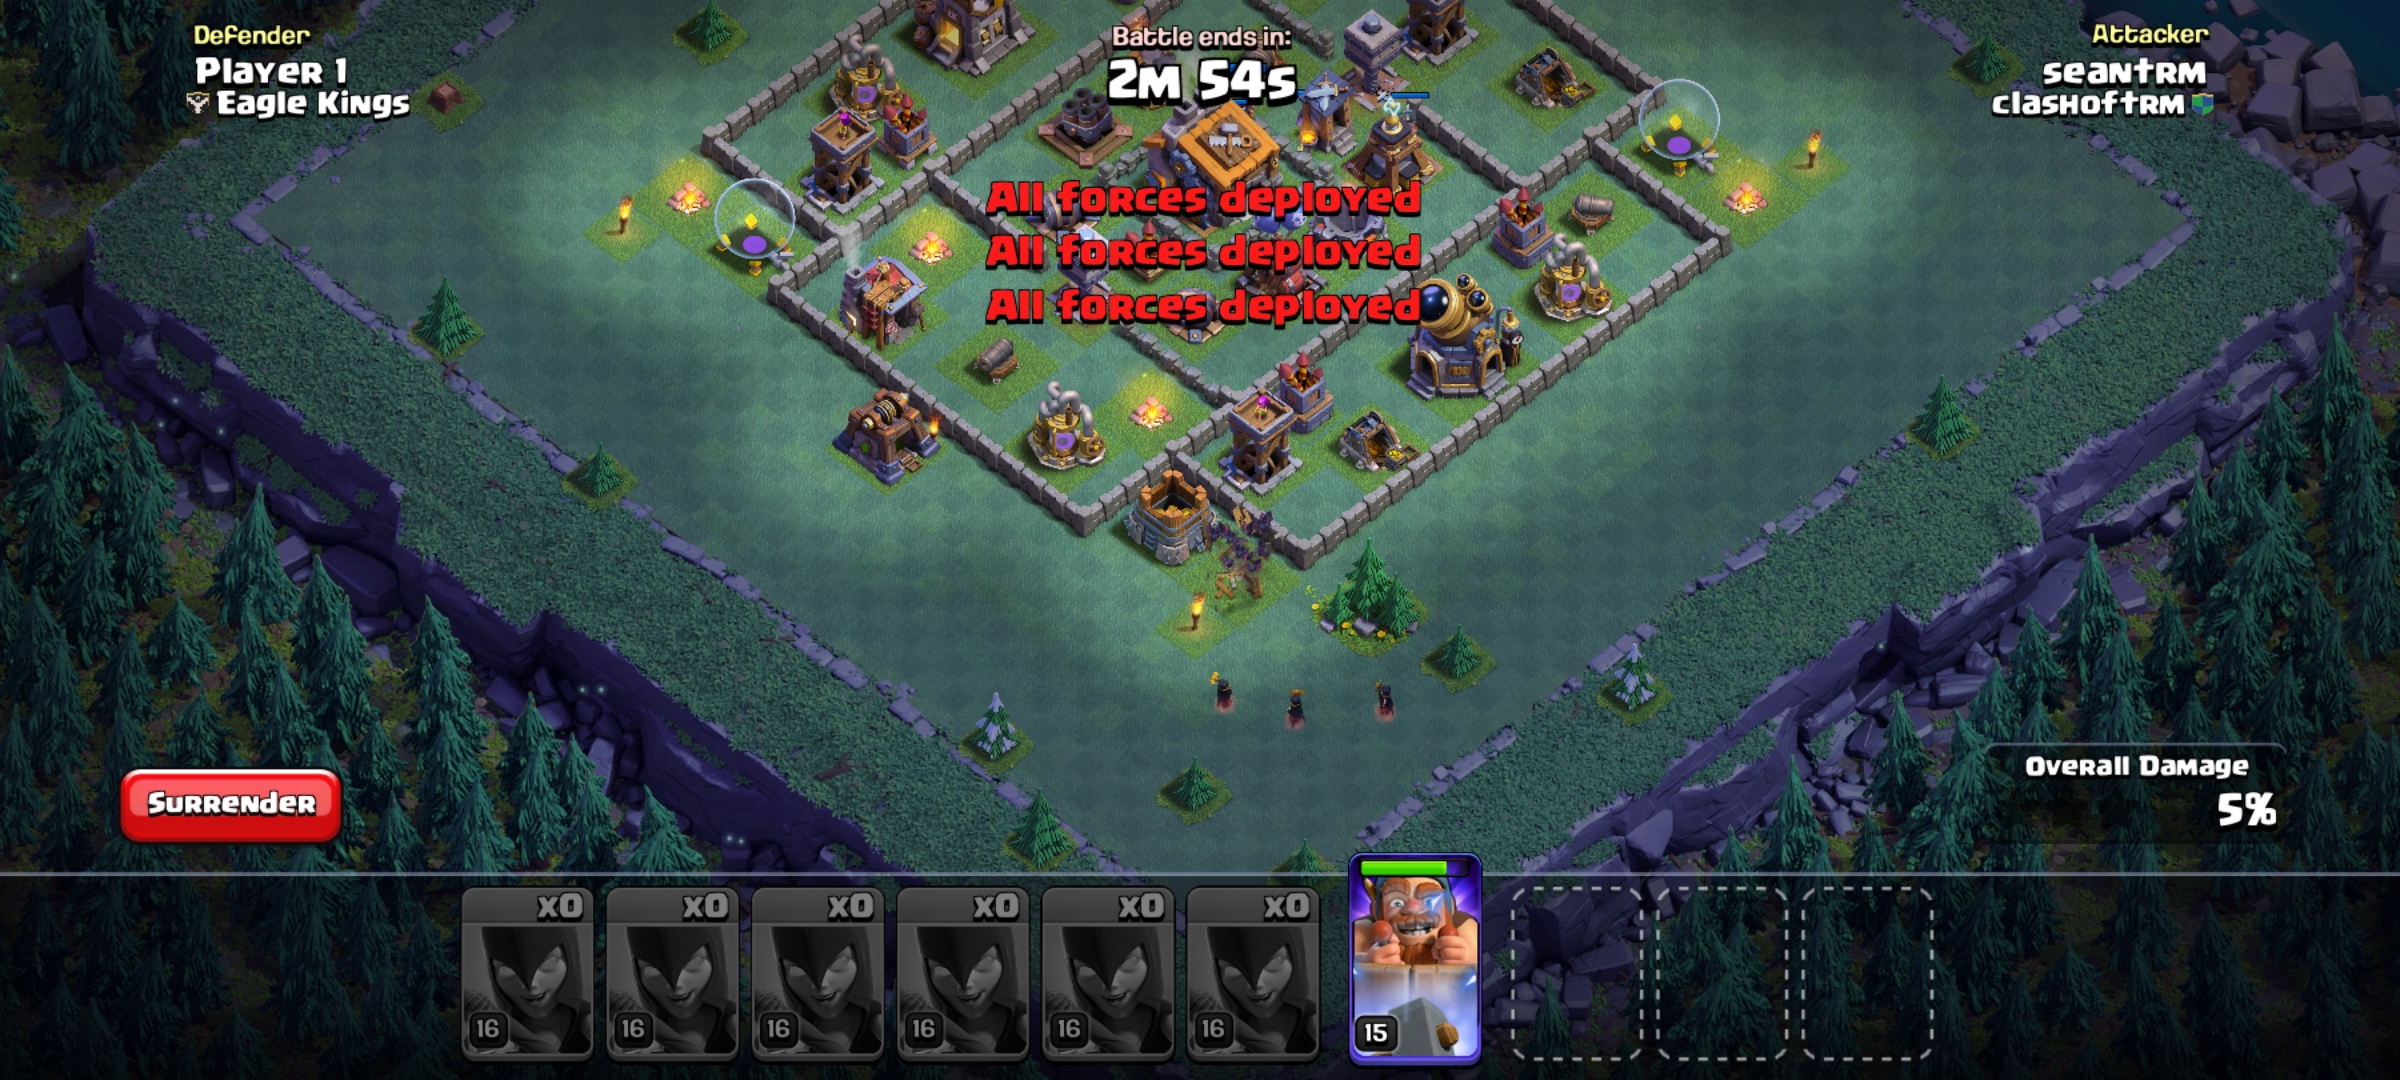 Defender
Player 1
Eagle Kings
Battle ends in:
2M 54S
Attacker
seantRM
clashoftRM
All forces deployed
All forces deployed
All forces deployed
Surrender
Overall Damage
5%
x0 x0 x0 x0 x0 x0
16 16 16 16 16 16 15